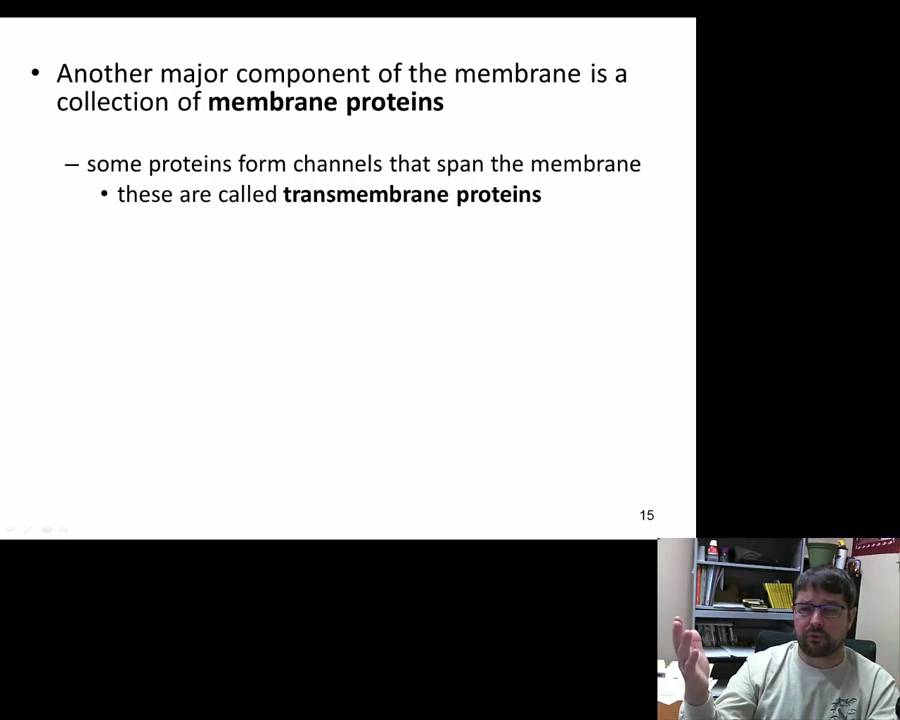 • Another major component of the membrane is a
collection of membrane proteins
– some proteins form channels that span the membrane
• these are called transmembrane proteins
15